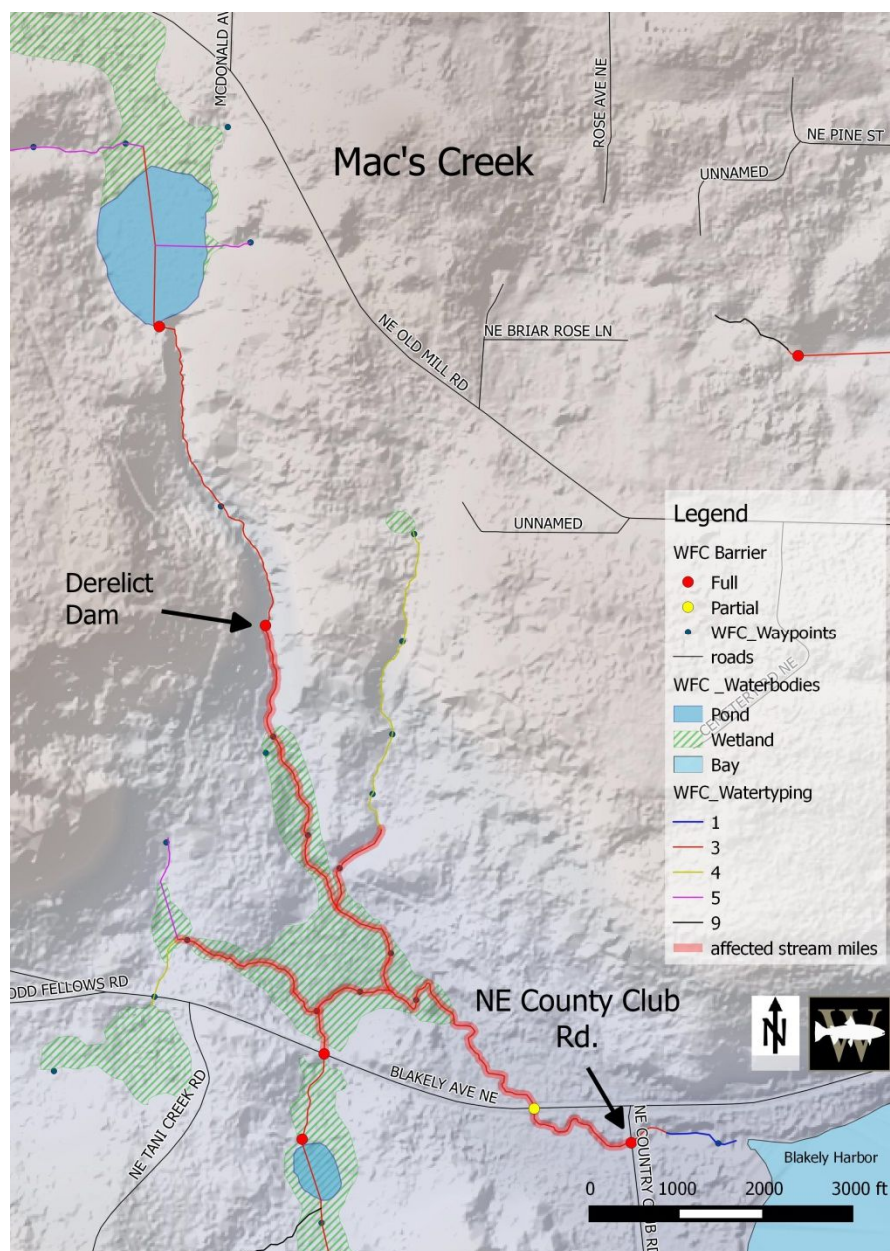 MCDONALD AV
ROSE AVE NE
NE PINE ST
UNNAMED
Mac's Creek
NE OLD MILL RD
NE BRIAR ROSE LN
UNNAMED
Derelict
Dam
CEMETERY RD NE
Legend
WFC Barrier
Full
Partial
WFC_Waypoints
roads
WFC _Waterbodies
Pond
Wetland
Bay
WFC_Watertyping
1
3
4
5
9
affected stream miles
ODD FELLOWS RD
NE County Club
Rd.
N
W
NE TANI CREEK RD
BLAKELY AVE NE
NE COUNTRY CLUB RD
Blakely Harbor
0 1000 2000 3000 ft